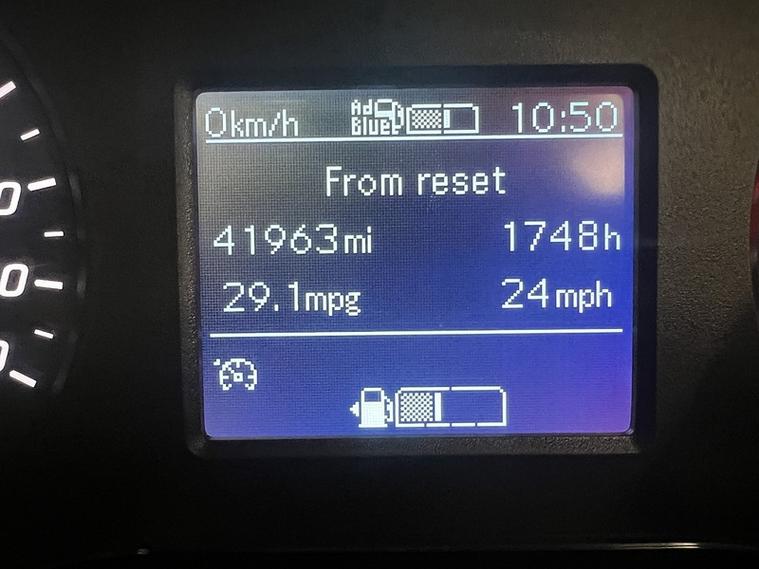 0km/h AdBlue 10:50
From reset
41963mi 1748h
29.1mpg 24mph